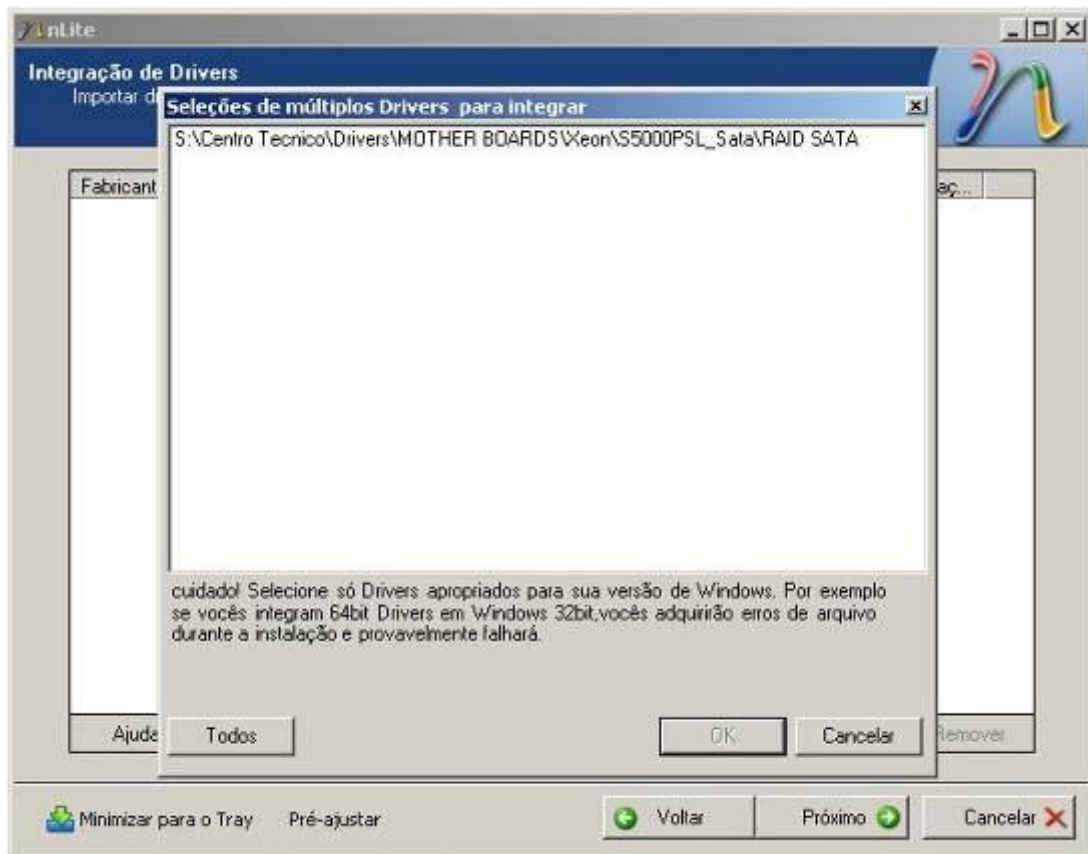 nLite
Integração de Drivers
Importar d
Seleções de múltiplos Drivers para integrar
S:\Centro Tecnico\Drivers\MOTHER BOARDS\Xeon\S5000PSL_Sata\RAID SATA
Fabricant
aç...
cuidado! Selecione só Drivers apropriados para sua versão de Windows. Por exemplo
se vocês integram 64bit Drivers em Windows 32bit,vocês adquirirão erros de arquivo
durante a instalação e provavelmente falhará.
Ajuda
Todos
OK
Cancelar
Remover
Minimizar para o Tray
Pré-ajustar
Voltar
Próximo
Cancelar